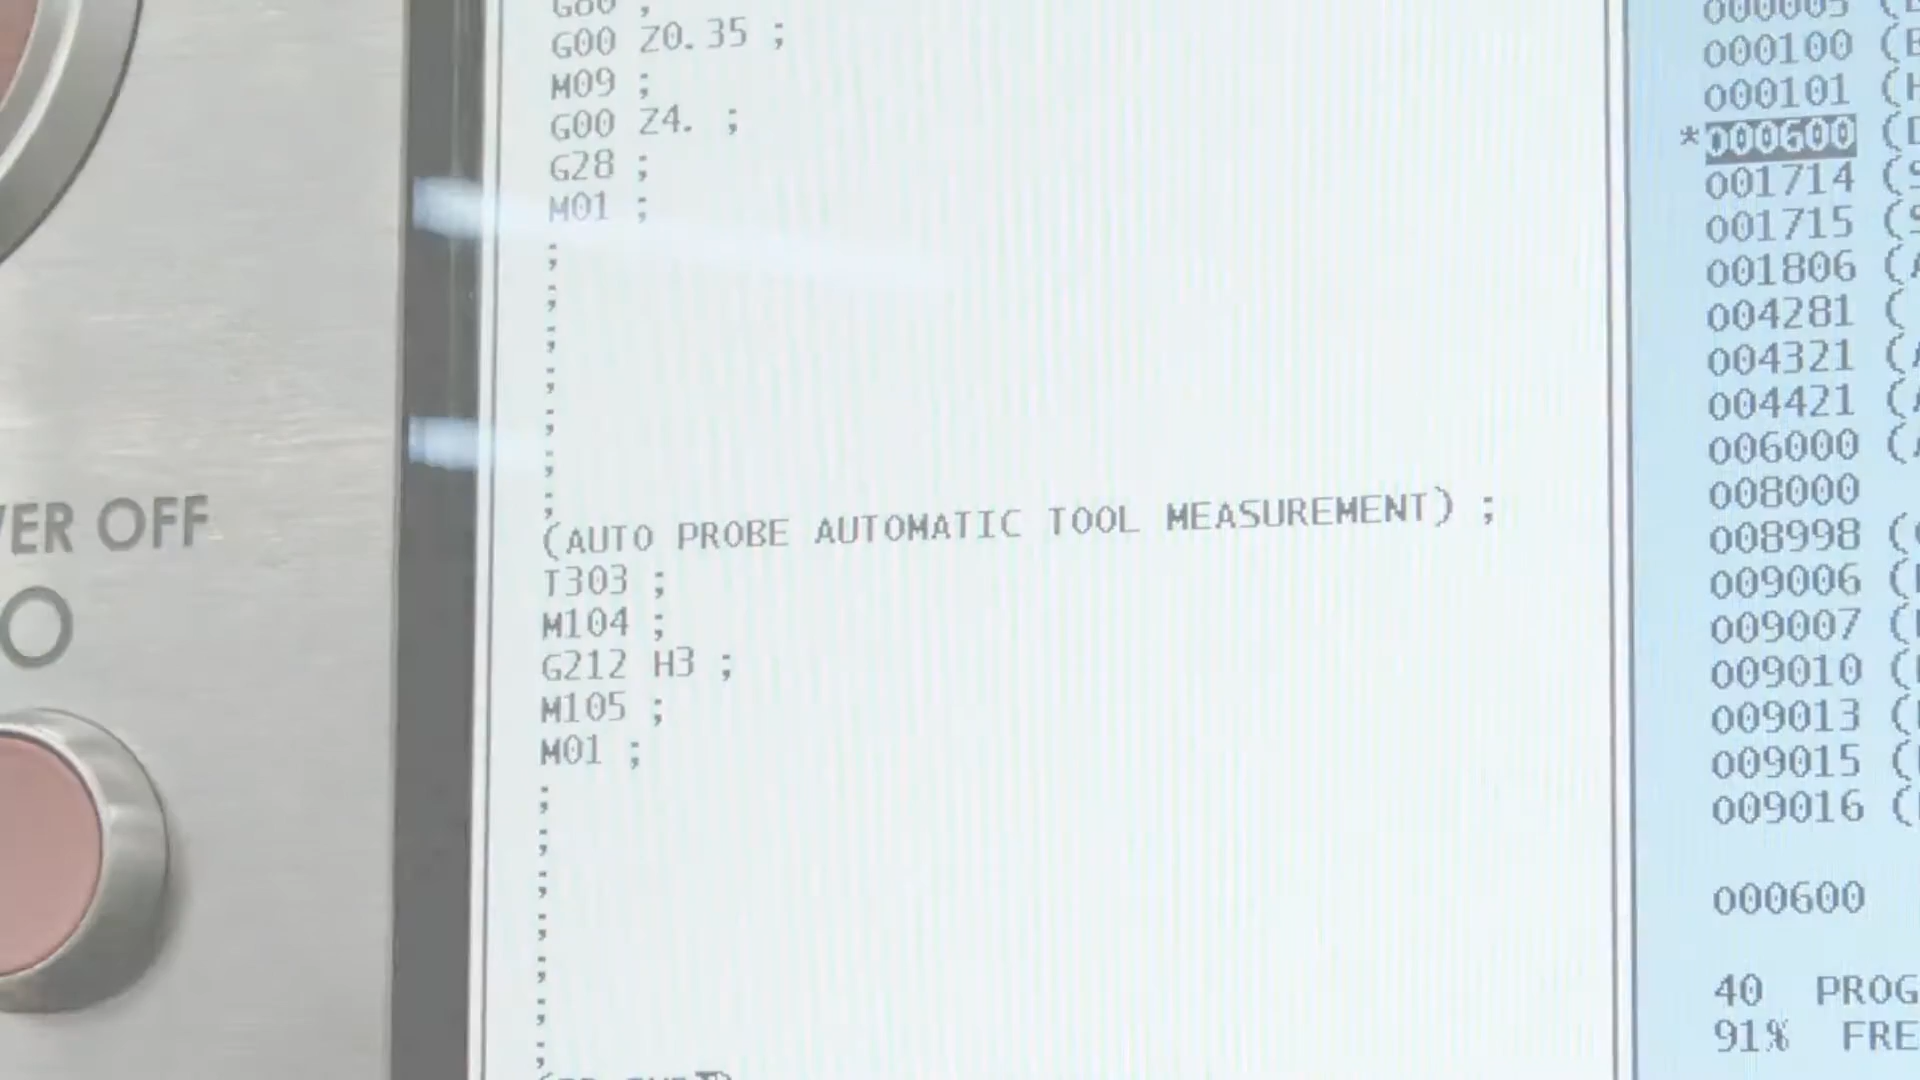 G80 ;
G00 Z0.35 ;
M09 ;
G00 Z4. ;
G28 ;
M01 ;
;
;
;
;
;
;
;
(AUTO PROBE AUTOMATIC TOOL MEASUREMENT) ;
T303 ;
M104 ;
G212 H3 ;
M105 ;
M01 ;
;
;
;
;
;
;
;
O00005 (
O00100 (
O00101 (
*O00600 (
O01714 (
O01715 (
O01806 (
O04281 (
O04321 (
O04421 (
O06000 (
O08000
O08998 (
O09006 (
O09007 (
O09010 (
O09013 (
O09015 (
O09016 (
O00600
40 PROG
91% FRE
VER OFF